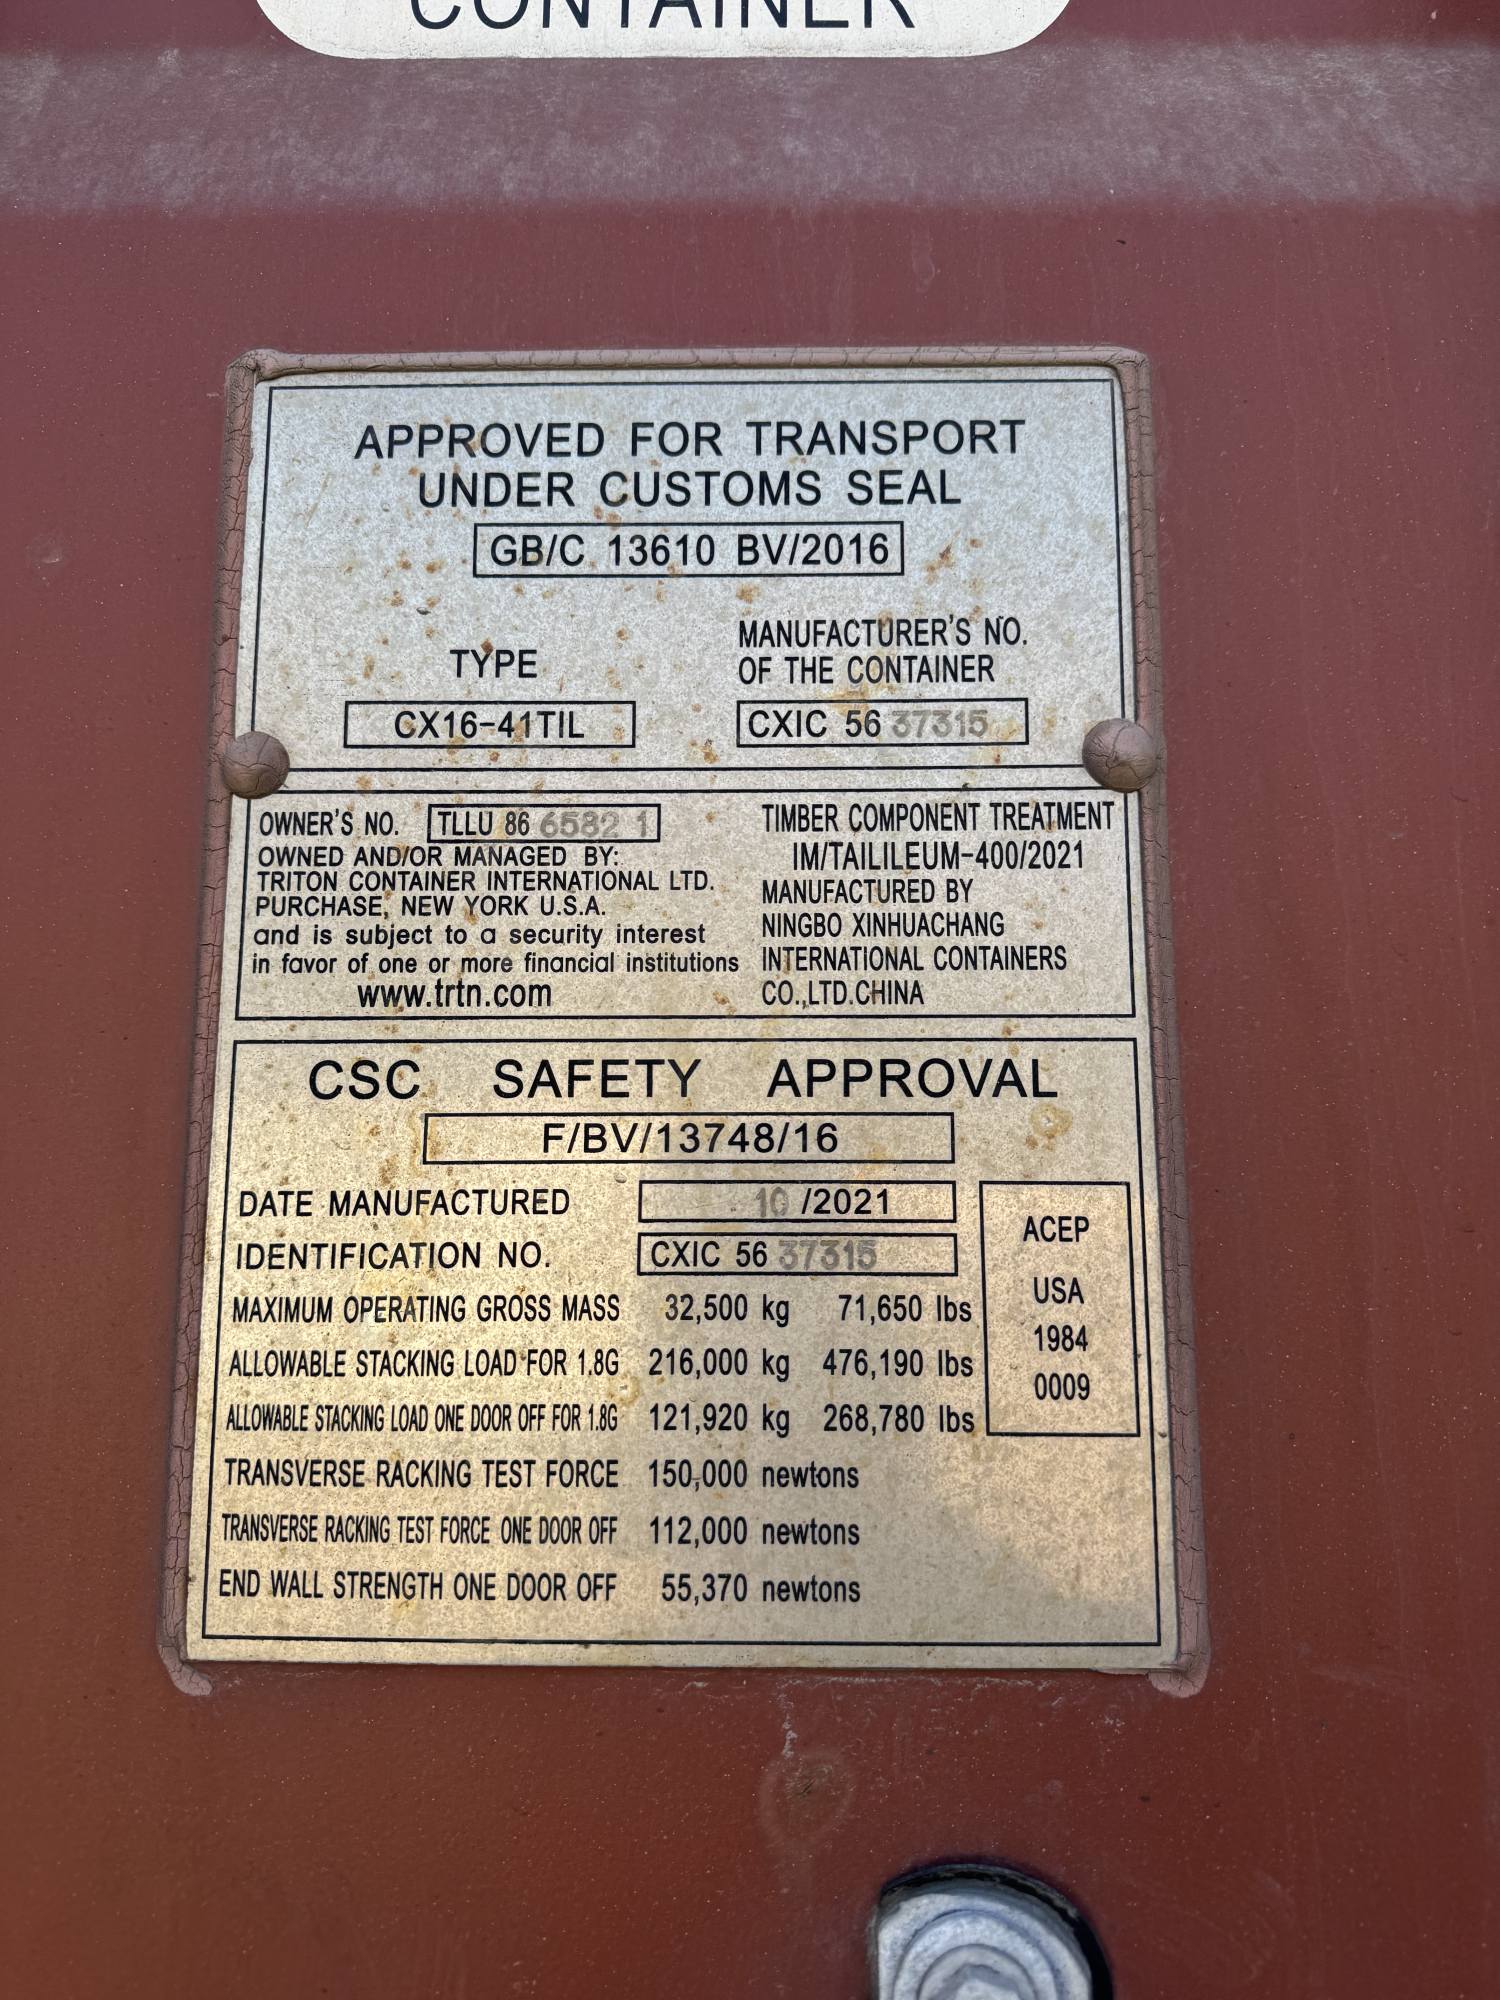 CONTAINER
APPROVED FOR TRANSPORT
UNDER CUSTOMS SEAL
GB/C 13610 BV/2016
TYPE
CX16-41TIL
MANUFACTURER'S NO.
OF THE CONTAINER
CXIC 56 37315
OWNER'S NO. TLLU 86 6582 1
OWNED AND/OR MANAGED BY:
TRITON CONTAINER INTERNATIONAL LTD.
PURCHASE, NEW YORK U.S.A.
and is subject to a security interest
in favor of one or more financial institutions
www.trtn.com
TIMBER COMPONENT TREATMENT
IM/TAILILEUM-400/2021
MANUFACTURED BY
NINGBO XINHUACHANG
INTERNATIONAL CONTAINERS
CO.,LTD.CHINA
CSC SAFETY APPROVAL
F/BV/13748/16
DATE MANUFACTURED 10 /2021
IDENTIFICATION NO. CXIC 56 37315
MAXIMUM OPERATING GROSS MASS 32,500 kg 71,650 lbs
ALLOWABLE STACKING LOAD FOR 1.8G 216,000 kg 476,190 lbs
ALLOWABLE STACKING LOAD ONE DOOR OFF FOR 1.8G 121,920 kg 268,780 lbs
TRANSVERSE RACKING TEST FORCE 150,000 newtons
TRANSVERSE RACKING TEST FORCE ONE DOOR OFF 112,000 newtons
END WALL STRENGTH ONE DOOR OFF 55,370 newtons
ACEP
USA
1984
0009